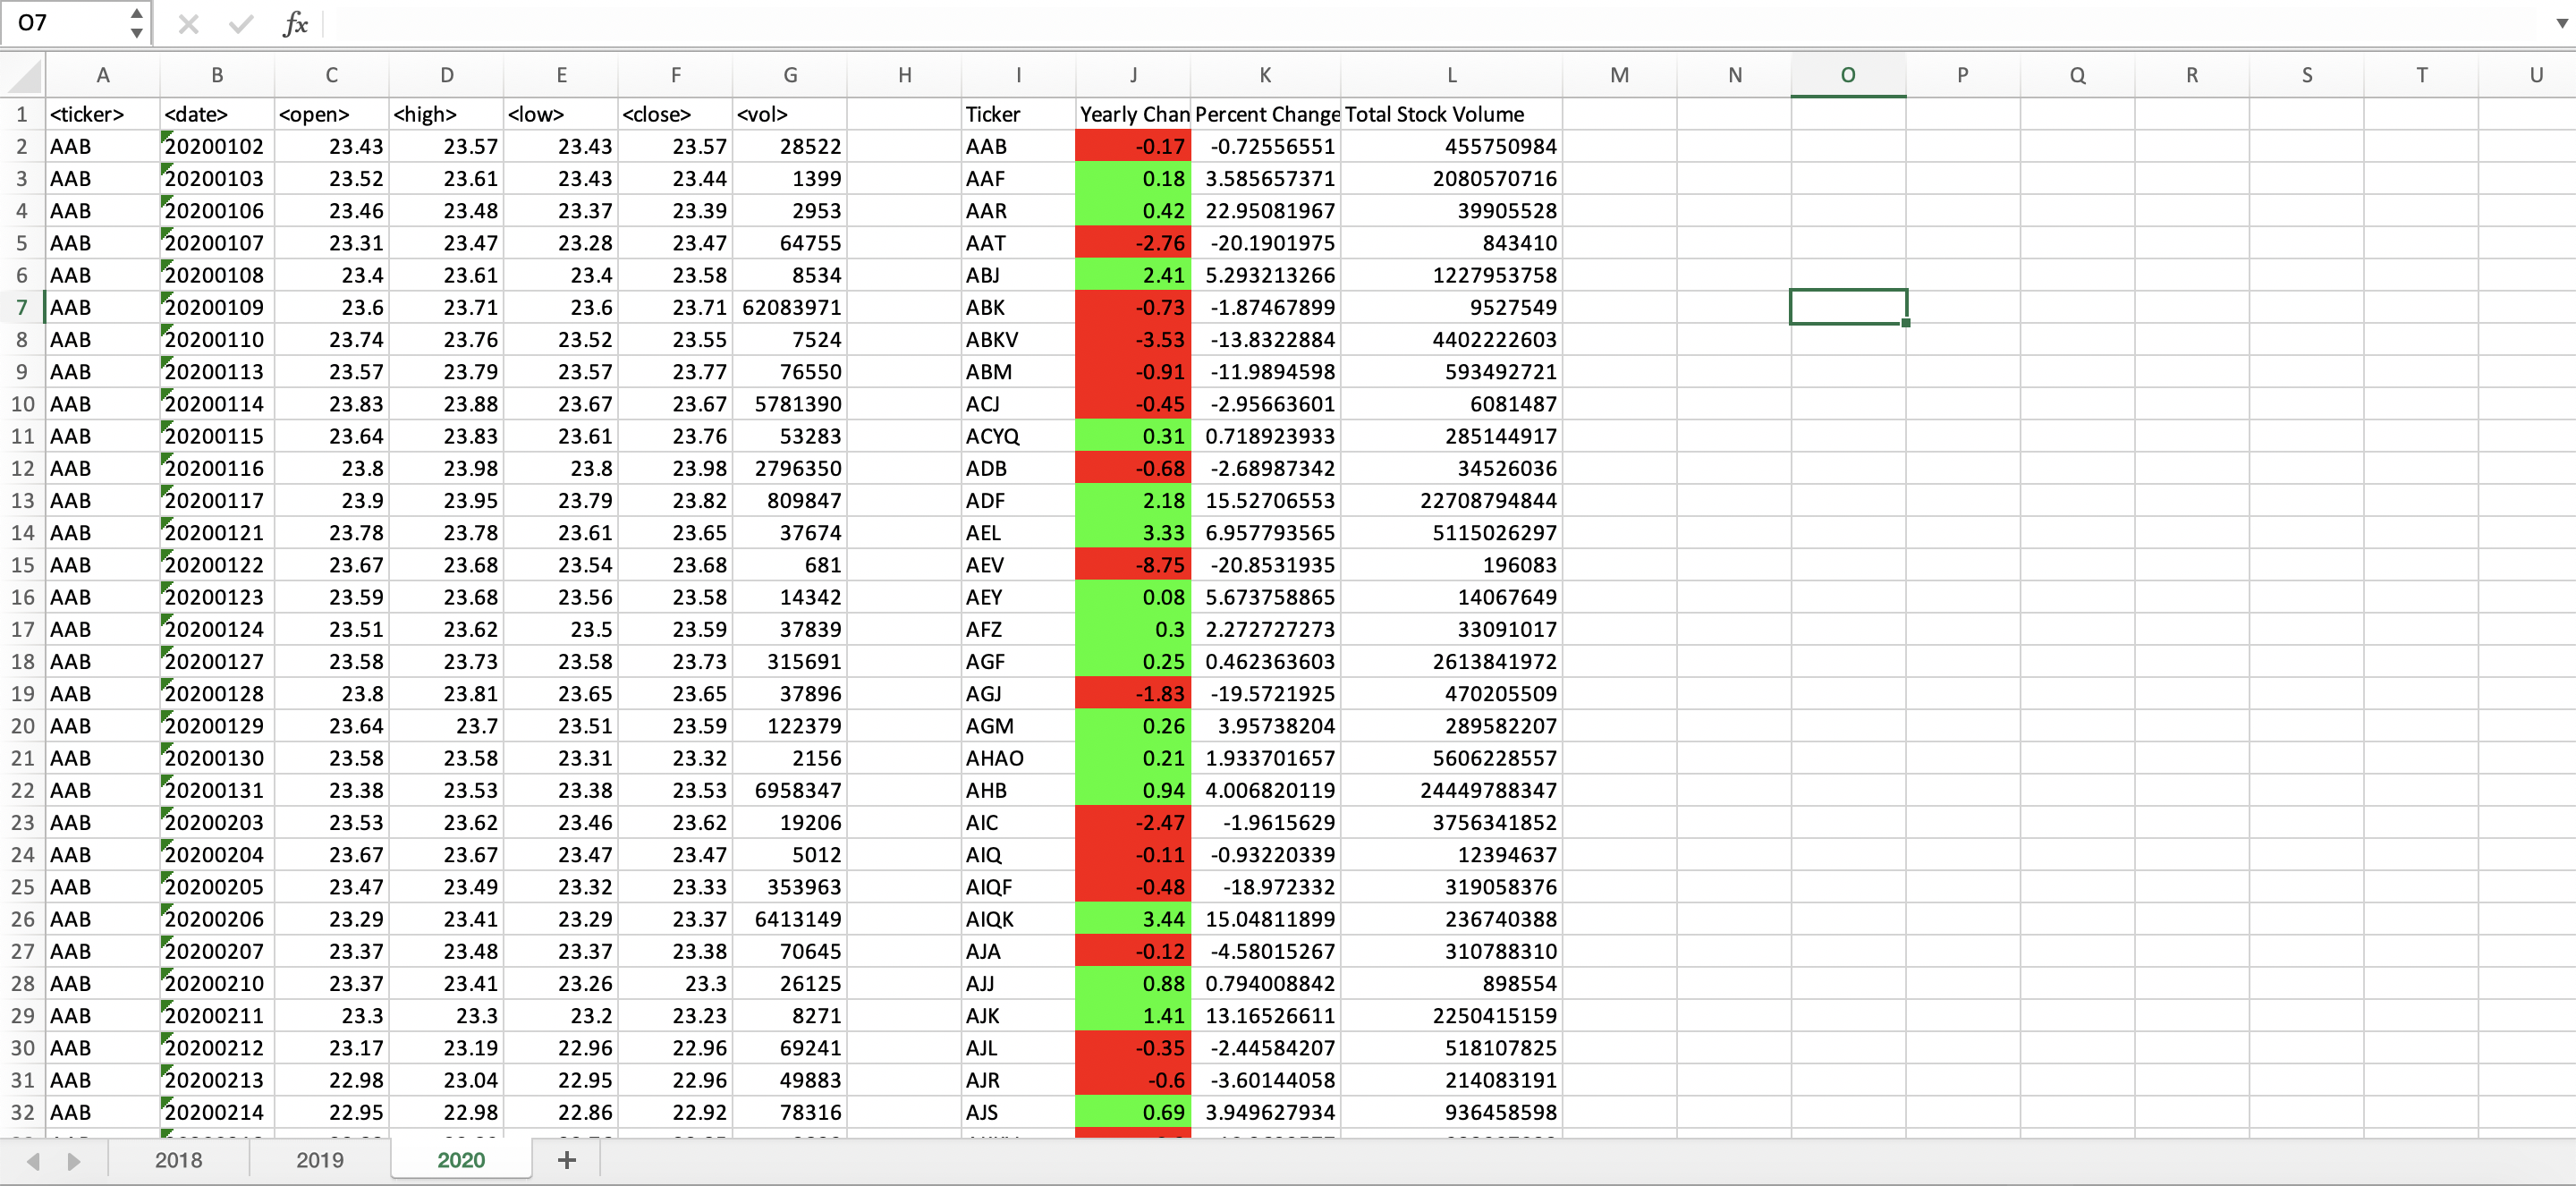 O7 fx
A B C D E F G H I J K L M N O P Q R S T U
1 <ticker> <date> <open> <high> <low> <close> <vol> Ticker Yearly Chan Percent Change Total Stock Volume
2 AAB 20200102 23.43 23.57 23.43 23.57 28522 AAB -0.17 -0.72556551 455750984
3 AAB 20200103 23.52 23.61 23.43 23.44 1399 AAF 0.18 3.585657371 2080570716
4 AAB 20200106 23.46 23.48 23.37 23.39 2953 AAR 0.42 22.95081967 39905528
5 AAB 20200107 23.31 23.47 23.28 23.47 64755 AAT -2.76 -20.1901975 843410
6 AAB 20200108 23.4 23.61 23.4 23.58 8534 ABJ 2.41 5.293213266 1227953758
7 AAB 20200109 23.6 23.71 23.6 23.71 62083971 ABK -0.73 -1.87467899 9527549
8 AAB 20200110 23.74 23.76 23.52 23.55 7524 ABKV -3.53 -13.8322884 4402222603
9 AAB 20200113 23.57 23.79 23.57 23.77 76550 ABM -0.91 -11.9894598 593492721
10 AAB 20200114 23.83 23.88 23.67 23.67 5781390 ACJ -0.45 -2.95663601 6081487
11 AAB 20200115 23.64 23.83 23.61 23.76 53283 ACYQ 0.31 0.718923933 285144917
12 AAB 20200116 23.8 23.98 23.8 23.98 2796350 ADB -0.68 -2.68987342 34526036
13 AAB 20200117 23.9 23.95 23.79 23.82 809847 ADF 2.18 15.52706553 22708794844
14 AAB 20200121 23.78 23.78 23.61 23.65 37674 AEL 3.33 6.957793565 5115026297
15 AAB 20200122 23.67 23.68 23.54 23.68 681 AEV -8.75 -20.8531935 196083
16 AAB 20200123 23.59 23.68 23.56 23.58 14342 AEY 0.08 5.673758865 14067649
17 AAB 20200124 23.51 23.62 23.5 23.59 37839 AFZ 0.3 2.272727273 33091017
18 AAB 20200127 23.58 23.73 23.58 23.73 315691 AGF 0.25 0.462363603 2613841972
19 AAB 20200128 23.8 23.81 23.65 23.65 37896 AGJ -1.83 -19.5721925 470205509
20 AAB 20200129 23.64 23.7 23.51 23.59 122379 AGM 0.26 3.95738204 289582207
21 AAB 20200130 23.58 23.58 23.31 23.32 2156 AHAO 0.21 1.933701657 5606228557
22 AAB 20200131 23.38 23.53 23.38 23.53 6958347 AHB 0.94 4.006820119 24449788347
23 AAB 20200203 23.53 23.62 23.46 23.62 19206 AIC -2.47 -1.9615629 3756341852
24 AAB 20200204 23.67 23.67 23.47 23.47 5012 AIQ -0.11 -0.93220339 12394637
25 AAB 20200205 23.47 23.49 23.32 23.33 353963 AIQF -0.48 -18.972332 319058376
26 AAB 20200206 23.29 23.41 23.29 23.37 6413149 AIQK 3.44 15.04811899 236740388
27 AAB 20200207 23.37 23.48 23.37 23.38 70645 AJA -0.12 -4.58015267 310788310
28 AAB 20200210 23.37 23.41 23.26 23.3 26125 AJJ 0.88 0.794008842 898554
29 AAB 20200211 23.3 23.3 23.2 23.23 8271 AJK 1.41 13.16526611 2250415159
30 AAB 20200212 23.17 23.19 22.96 22.96 69241 AJL -0.35 -2.44584207 518107825
31 AAB 20200213 22.98 23.04 22.95 22.96 49883 AJR -0.6 -3.60144058 214083191
32 AAB 20200214 22.95 22.98 22.86 22.92 78316 AJS 0.69 3.949627934 936458598
2018 2019 2020 +